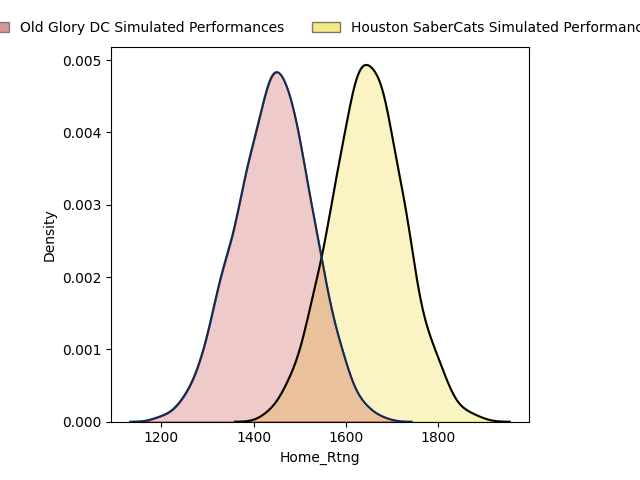 Old Glory DC Simulated Performances
Houston SaberCats Simulated Performanc
0.005
0.004
0.003
0.002
0.001
0.000
Density
1200
1400
1600
1800
Home_Rtng